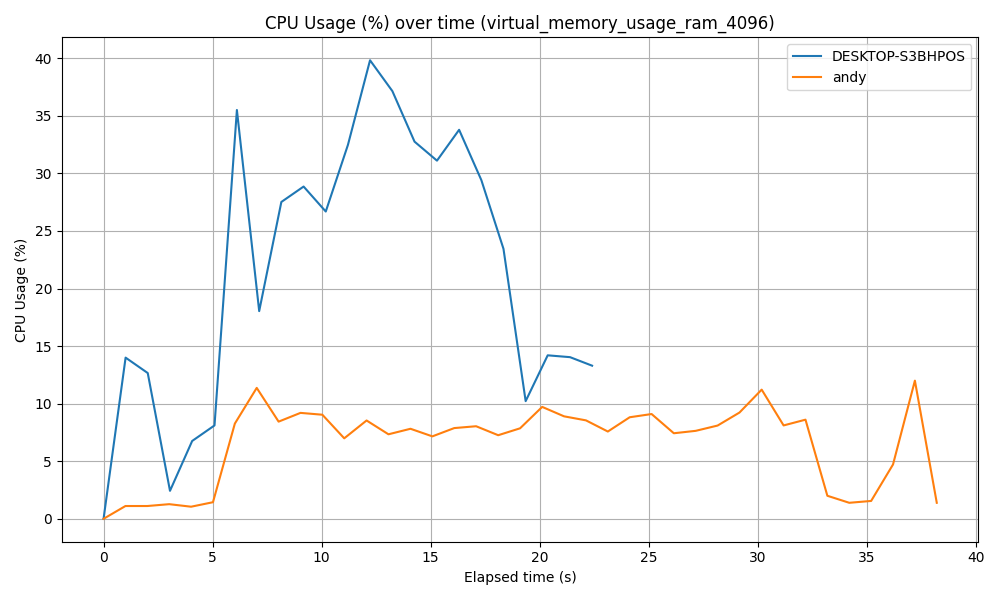 CPU Usage (%) over time (virtual_memory_usage_ram_4096)
DESKTOP-S3BHPOS
andy
CPU Usage (%)
40
35
30
25
20
15
10
5
0
0 5 10 15 20 25 30 35 40
Elapsed time (s)